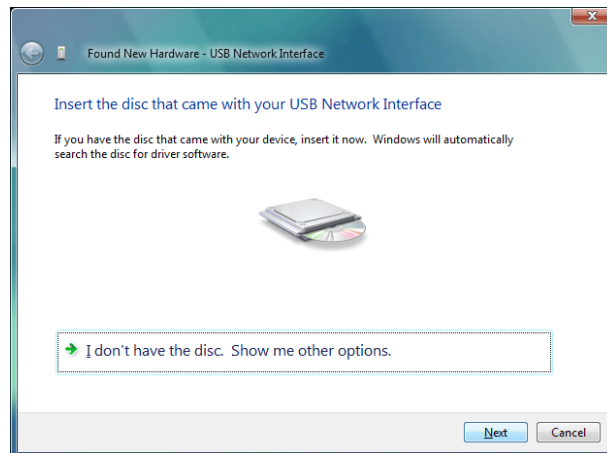 Found New Hardware - USB Network Interface
Insert the disc that came with your USB Network Interface
If you have the disc that came with your device, insert it now.  Windows will automatically
search the disc for driver software.
I don't have the disc.  Show me other options.
Next Cancel